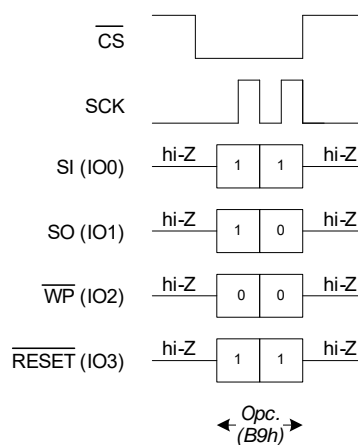 CS
SCK
hi-Z hi-Z
SI (IO0) 1 1
hi-Z hi-Z
SO (IO1) 1 0
hi-Z hi-Z
WP (IO2) 0 0
hi-Z hi-Z
RESET (IO3) 1 1
Opc.
(B9h)